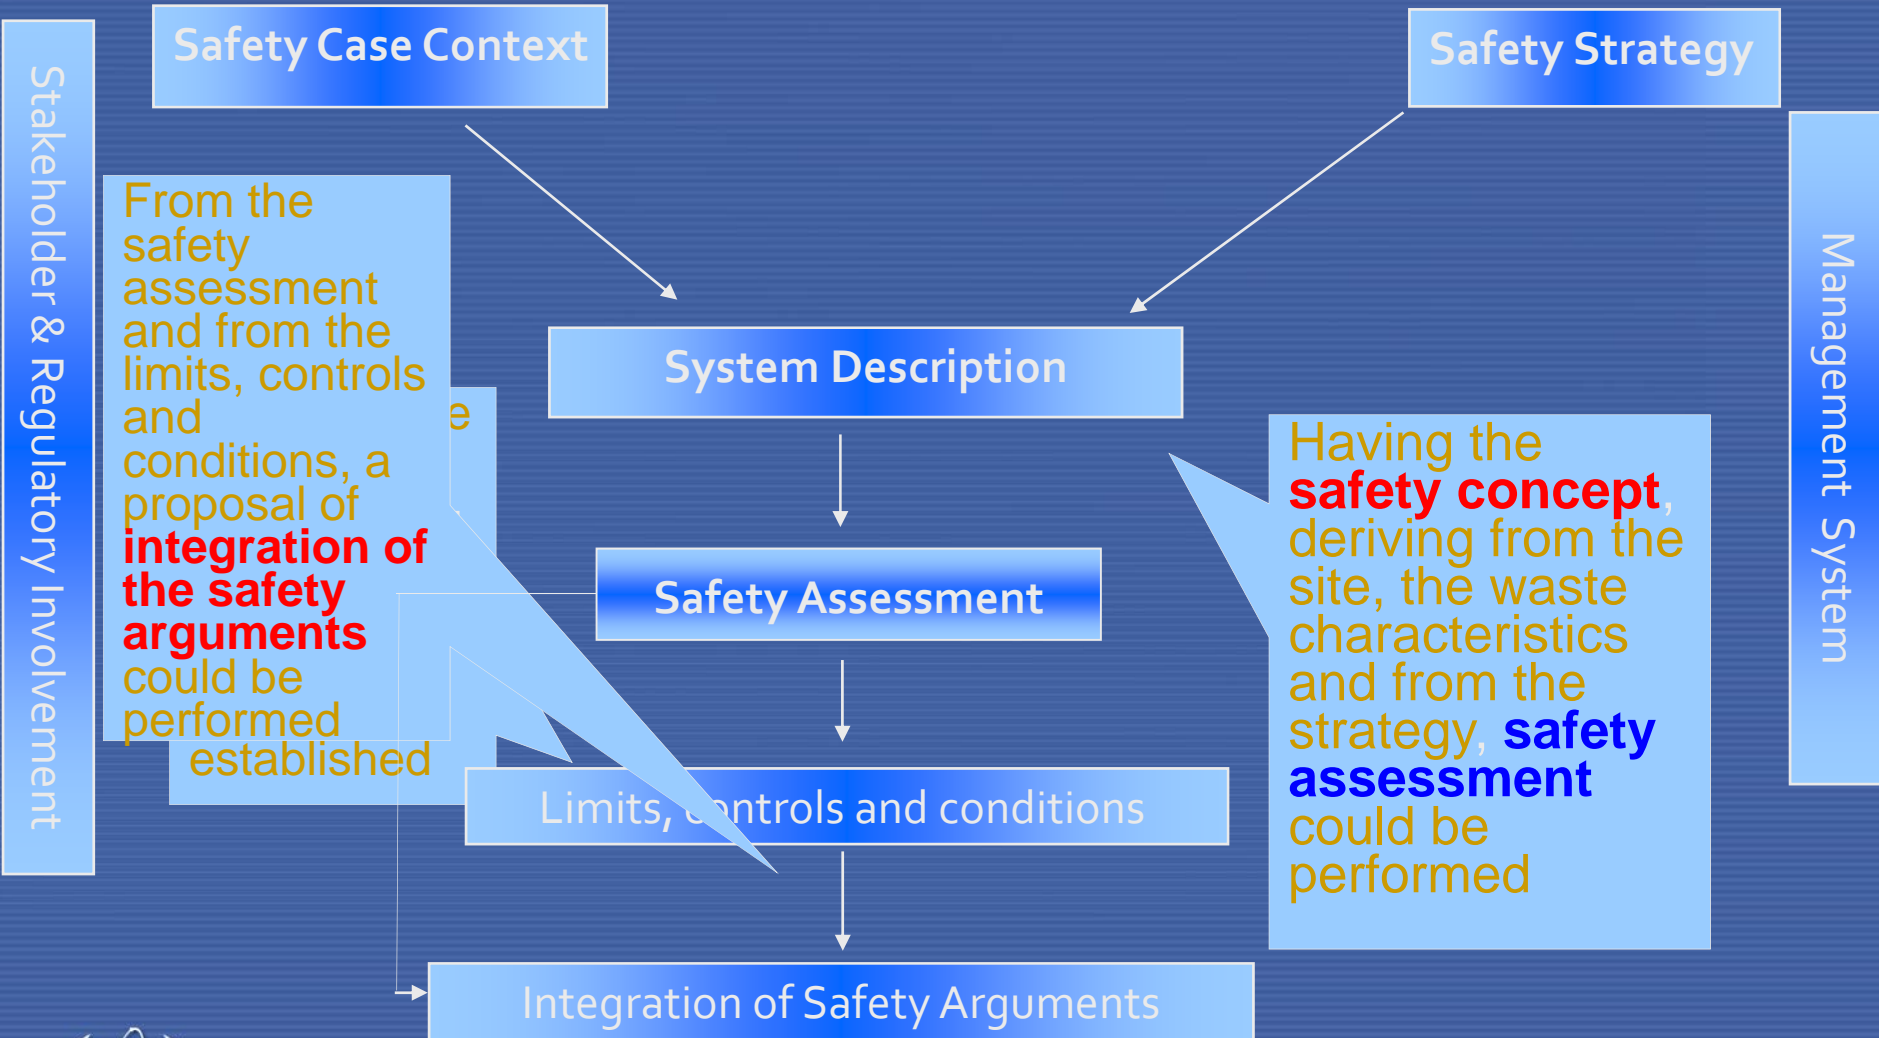 Safety Case Context
Safety Strategy
Stakeholder & Regulatory Involvement
Management System
From the
safety
assessment
and from the
limits, controls
and
conditions, a
proposal of
integration of
the safety
arguments
could be
performed
established
System Description
Safety Assessment
Limits, controls and conditions
Integration of Safety Arguments
Having the
safety concept,
deriving from the
site, the waste
characteristics
and from the
strategy, safety
assessment
could be
performed